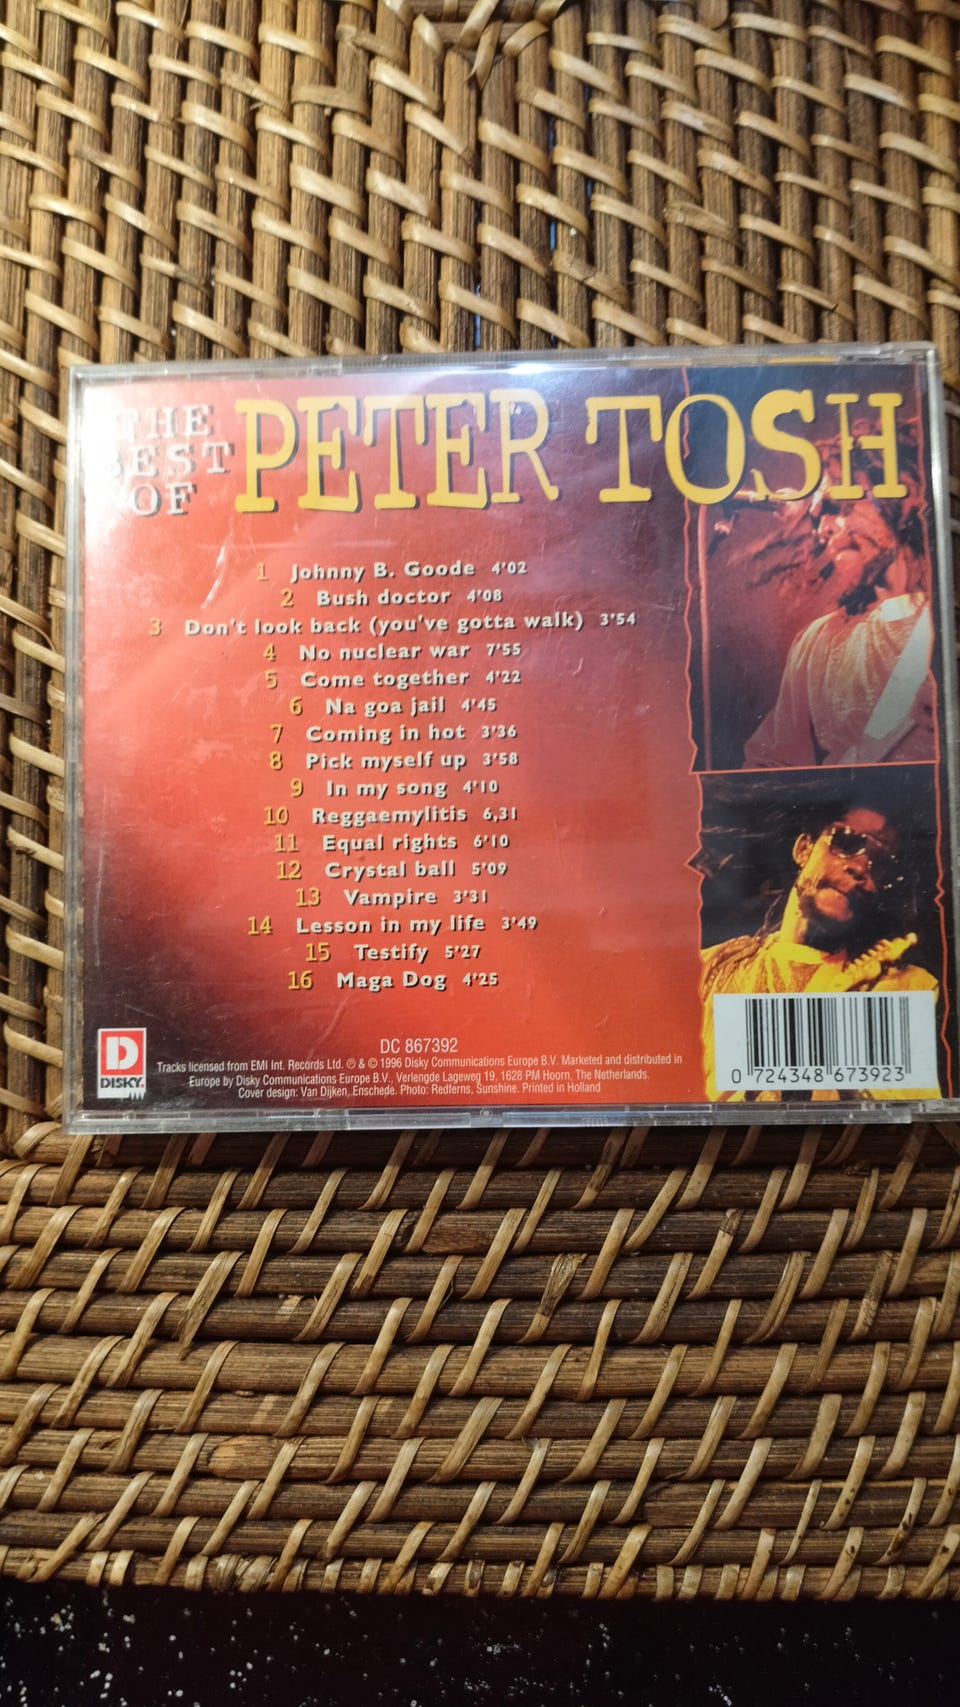 THE
BEST
OF
PETER TOSH
1 Johnny B. Goode 4'02
2 Bush doctor 4'08
3 Don't look back (you've gotta walk) 3'54
4 No nuclear war 7'55
5 Come together 4'22
6 Na goa jail 4'45
7 Coming in hot 3'36
8 Pick myself up 3'58
9 In my song 4'10
10 Reggaemylitis 6,31
11 Equal rights 6'10
12 Crystal ball 5'09
13 Vampire 3'31
14 Lesson in my life 3'49
15 Testify 5'27
16 Maga Dog 4'25
DC 867392
Tracks licensed from EMI Int. Records Ltd. ℗ & © 1996 Disky Communications Europe B.V. Marketed and distributed in
Europe by Disky Communications Europe B.V., Verlengde Lageweg 19, 1628 PM Hoorn, The Netherlands.
Cover design: Van Dijken, Enschede. Photo: Redferns, Sunshine. Printed in Holland
D
DISKY.
0 724348 673923